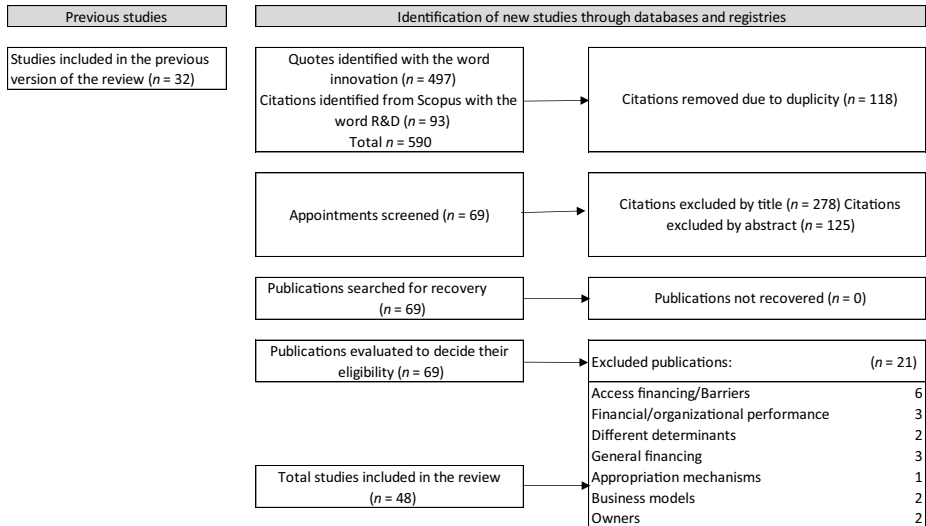 Previous studies
Identification of new studies through databases and registries
Studies included in the previous
version of the review (n = 32)
Quotes identified with the word
innovation (n = 497)
Citations identified from Scopus with the
word R&D (n = 93)
Total n = 590
Citations removed due to duplicity (n = 118)
Appointments screened (n = 69)
Citations excluded by title (n = 278) Citations
excluded by abstract (n = 125)
Publications searched for recovery
(n = 69)
Publications not recovered (n = 0)
Publications evaluated to decide their
eligibility (n = 69)
Excluded publications: (n = 21)
Access financing/Barriers 6
Financial/organizational performance 3
Different determinants 2
General financing 3
Appropriation mechanisms 1
Business models 2
Owners 2
Total studies included in the review
(n = 48)